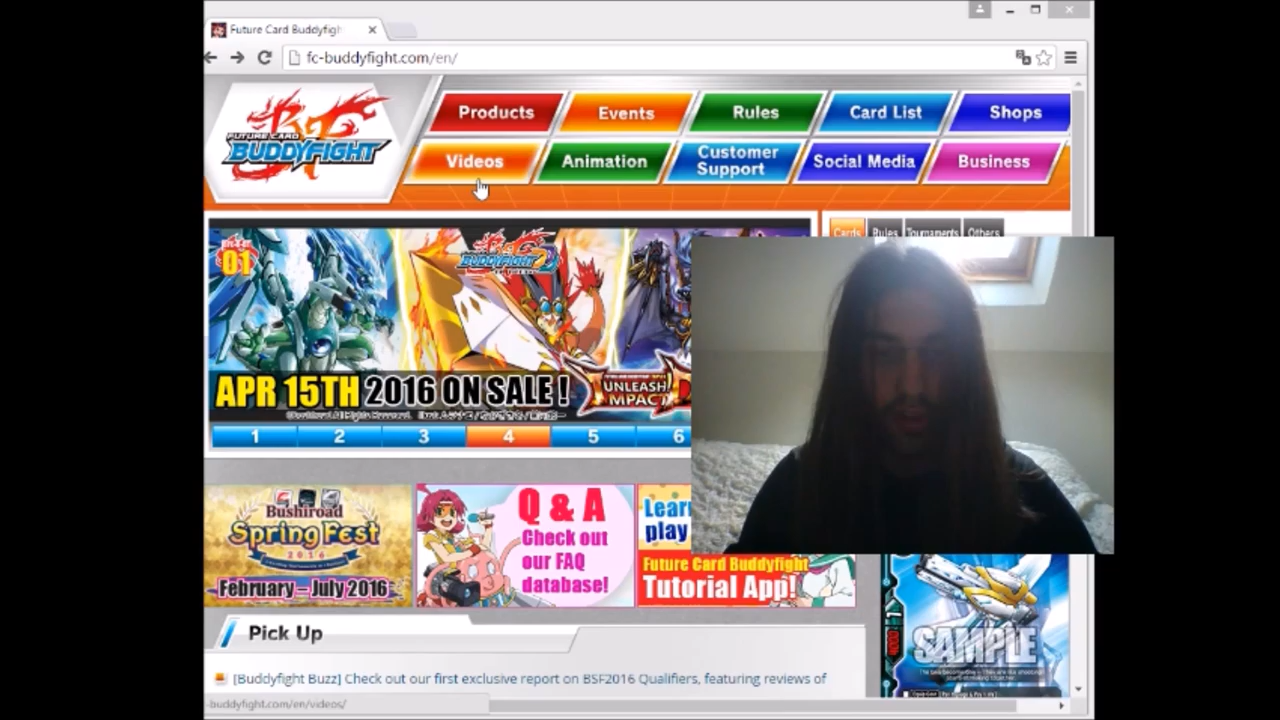 Future Card Buddyfigh
fc-buddyfight.com/en/
FUTURE CARD
BUDDYFIGHT
Products
Events
Rules
Card List
Shops
Videos
Animation
Customer Support
Social Media
Business
Cards
Rules
Tournaments
Others
01
BUDDYFIGHT
APR 15TH 2016 ON SALE !
UNLEASH!
1
2
3
4
5
6
Bushiroad
Spring Fest
2016
February – July 2016
Q & A
Check out
our FAQ
database!
Lear
play
Future Card Buddyfight
Tutorial App!
SAMPLE
Pick Up
[Buddyfight Buzz] Check out our first exclusive report on BSF2016 Qualifiers, featuring reviews of
-buddyfight.com/en/videos/